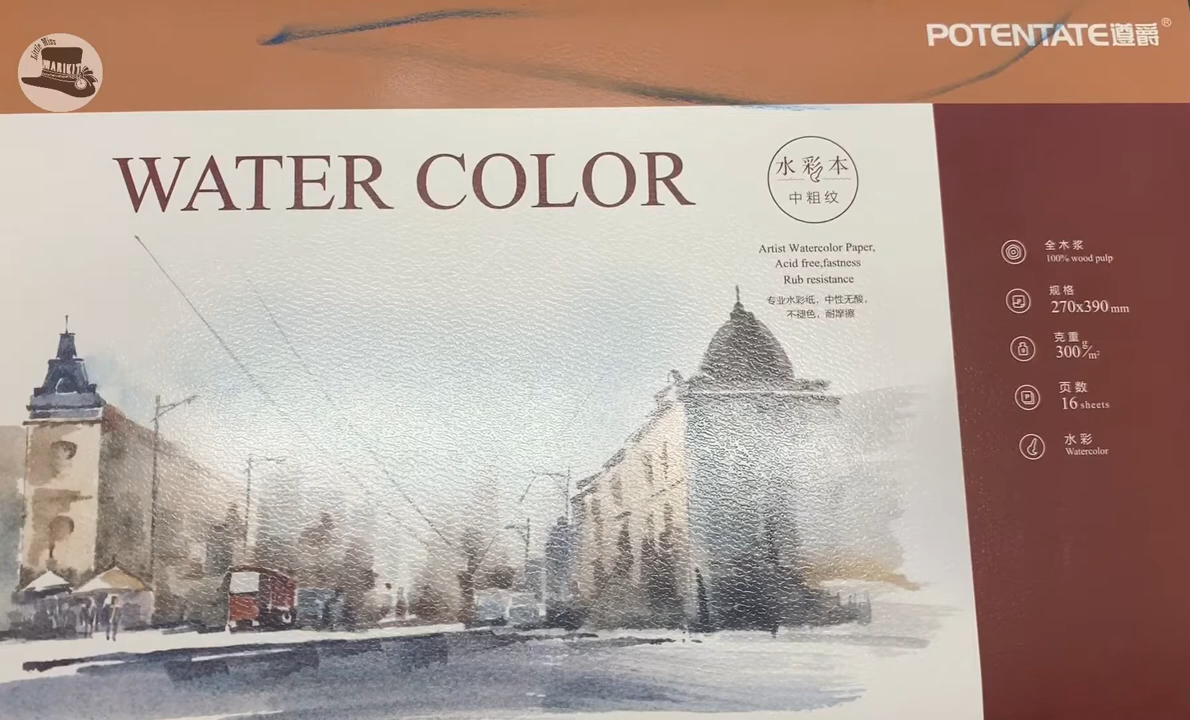 Little Miss
MARIKIT
POTENTATE遵爵®
WATER COLOR
水彩本
中粗纹
Artist Watercolor Paper,
Acid free,fastness
Rub resistance
专业水彩纸，中性无酸，
不褪色，耐摩擦
全木浆
100% wood pulp
规格
270x390mm
克重
300g/m²
页数
16 sheets
水彩
Watercolor